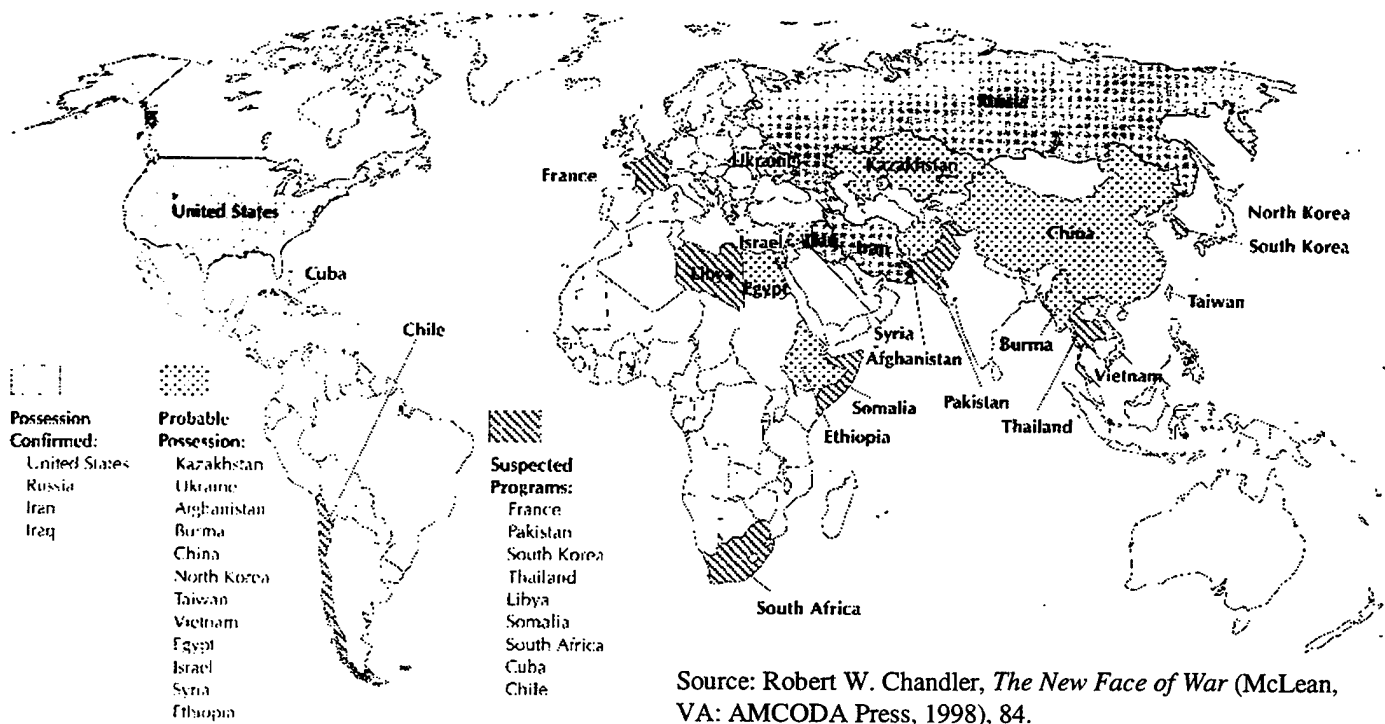 Russia
Ukraine
Kazakhstan
France
United States
North Korea
China
South Korea
Israel
Iraq
Iran
Cuba
Libya
Egypt
Taiwan
Chile
Syria
Burma
Afghanistan
Vietnam
Somalia
Pakistan
Thailand
Ethiopia
South Africa
Possession
Confirmed:
United States
Russia
Iran
Iraq
Probable
Possession:
Kazakhstan
Ukraine
Afghanistan
Burma
China
North Korea
Taiwan
Vietnam
Egypt
Israel
Syria
Ethiopia
Suspected
Programs:
France
Pakistan
South Korea
Thailand
Libya
Somalia
South Africa
Cuba
Chile
Source: Robert W. Chandler, The New Face of War (McLean,
VA: AMCODA Press, 1998), 84.